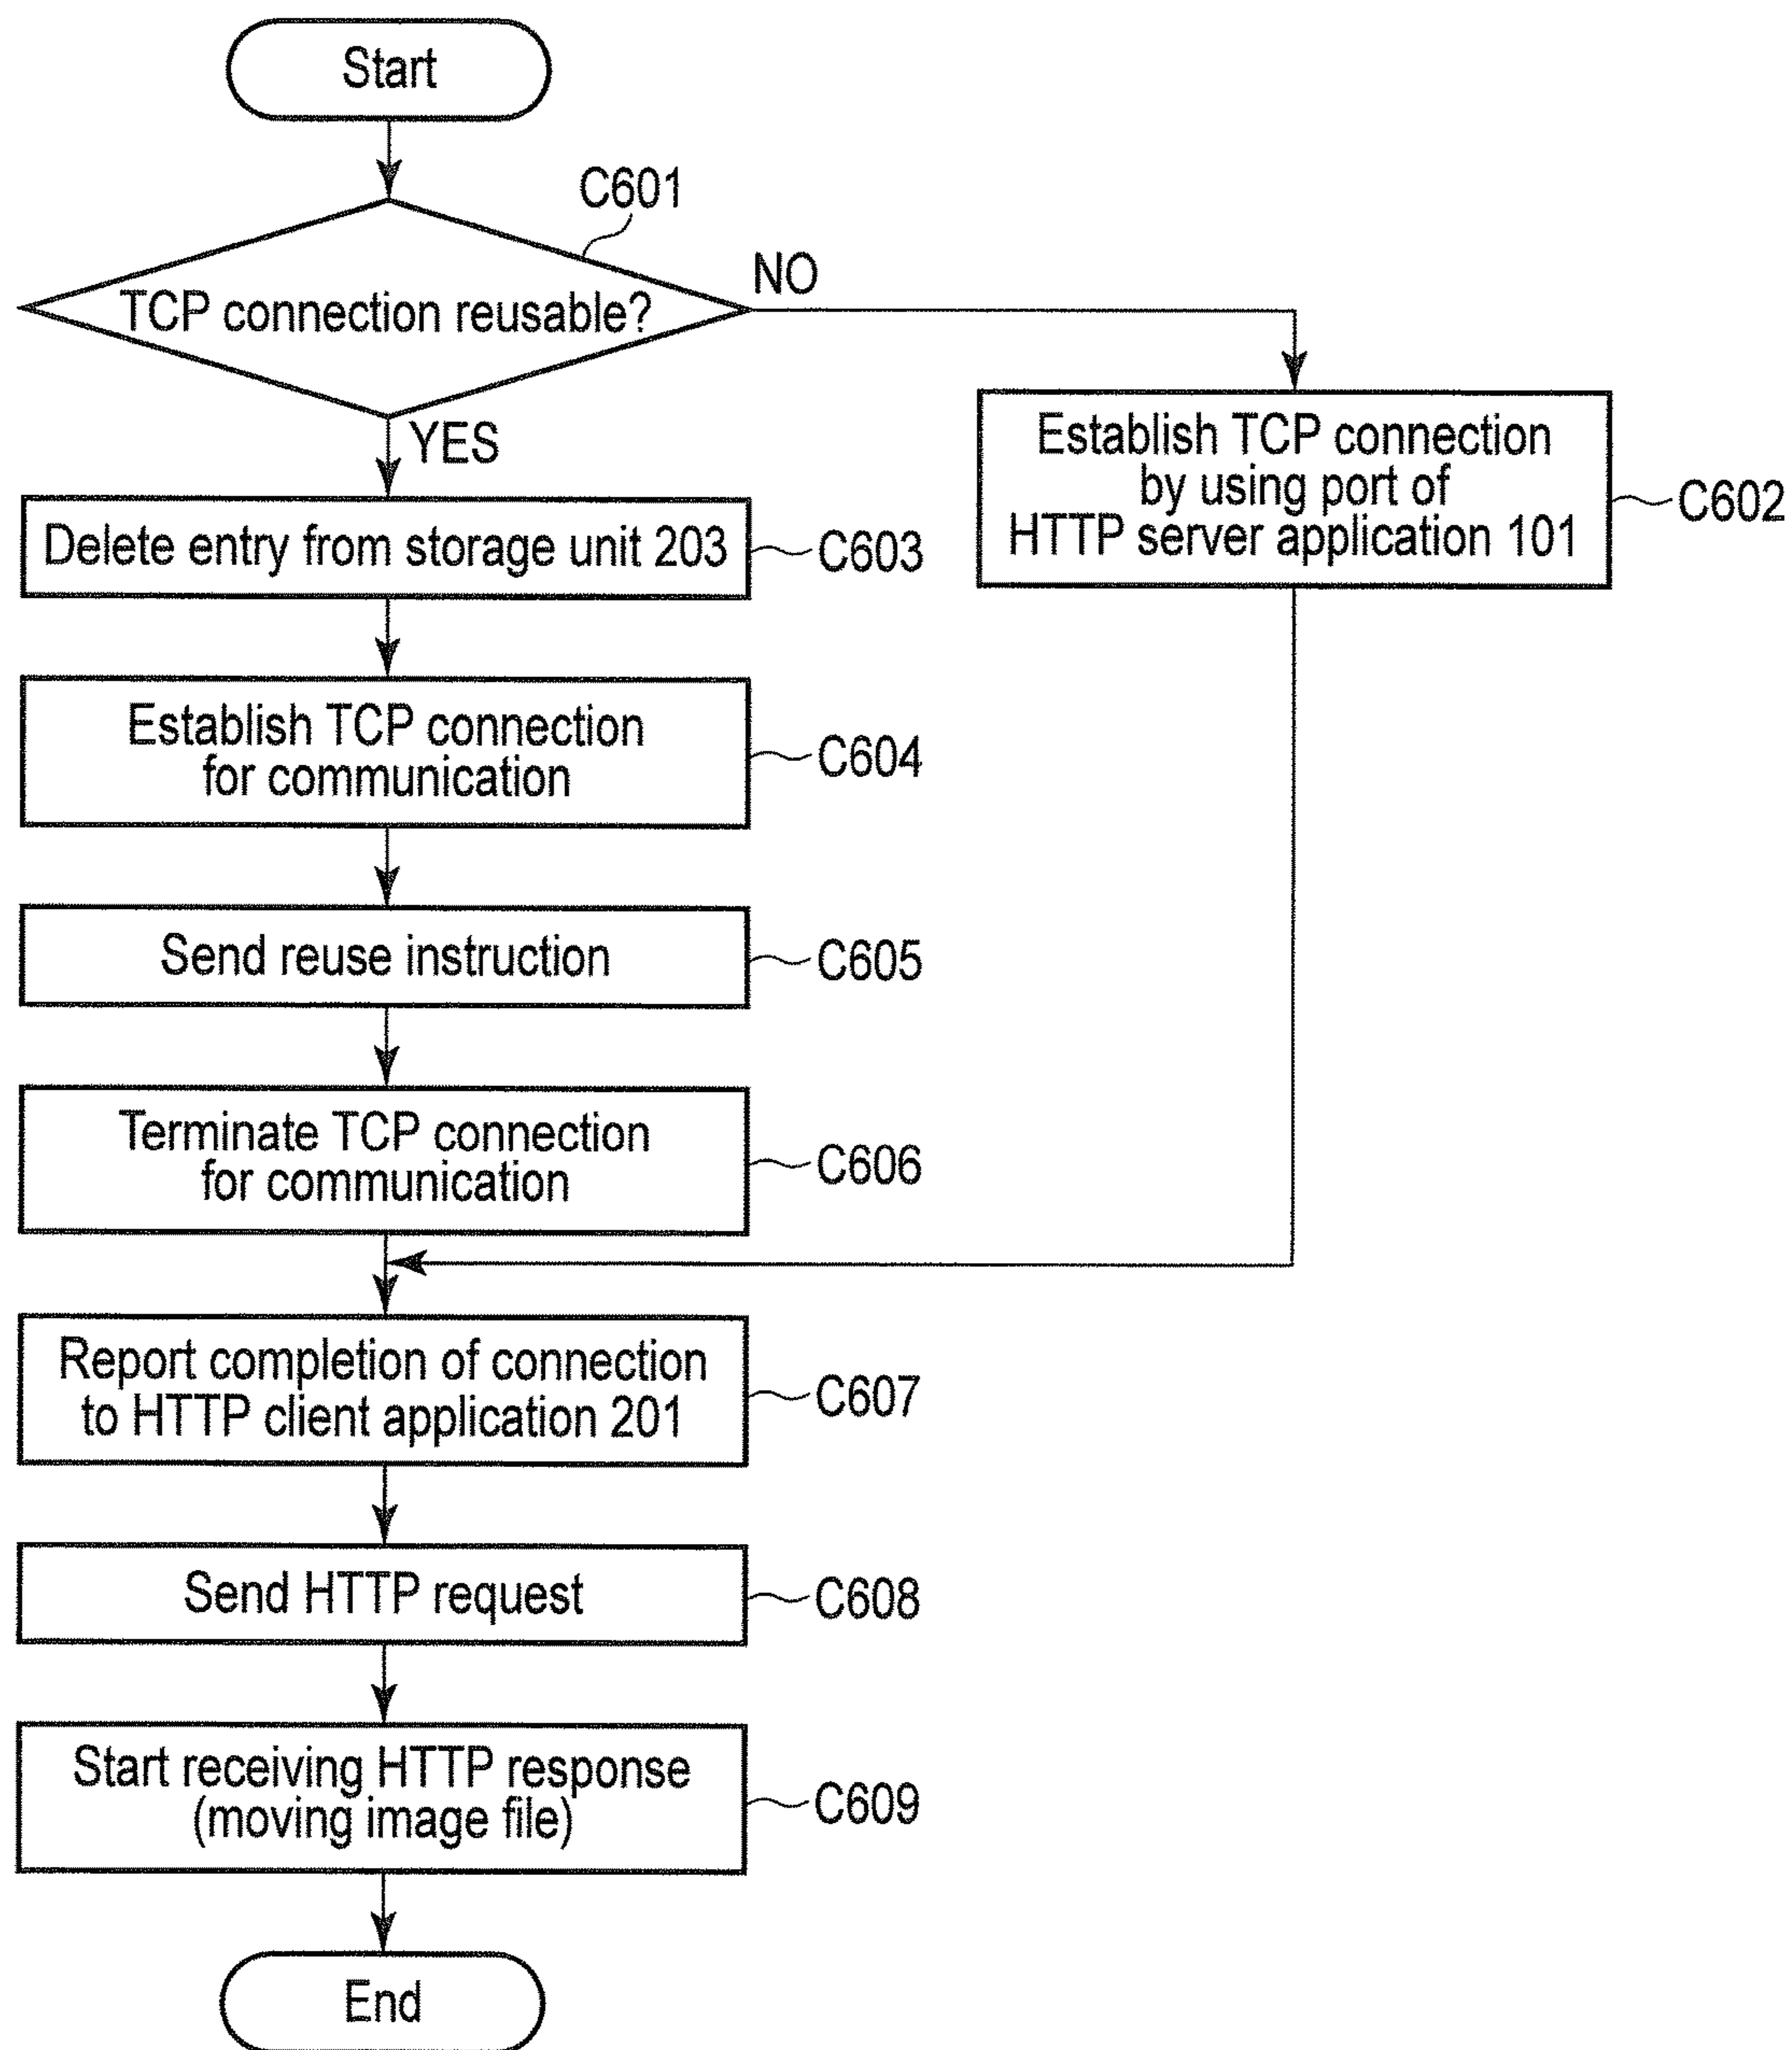 Start
C601
TCP connection reusable?
NO
YES
Establish TCP connection
by using port of
HTTP server application 101
C602
Delete entry from storage unit 203
C603
Establish TCP connection
for communication
C604
Send reuse instruction
C605
Terminate TCP connection
for communication
C606
Report completion of connection
to HTTP client application 201
C607
Send HTTP request
C608
Start receiving HTTP response
(moving image file)
C609
End